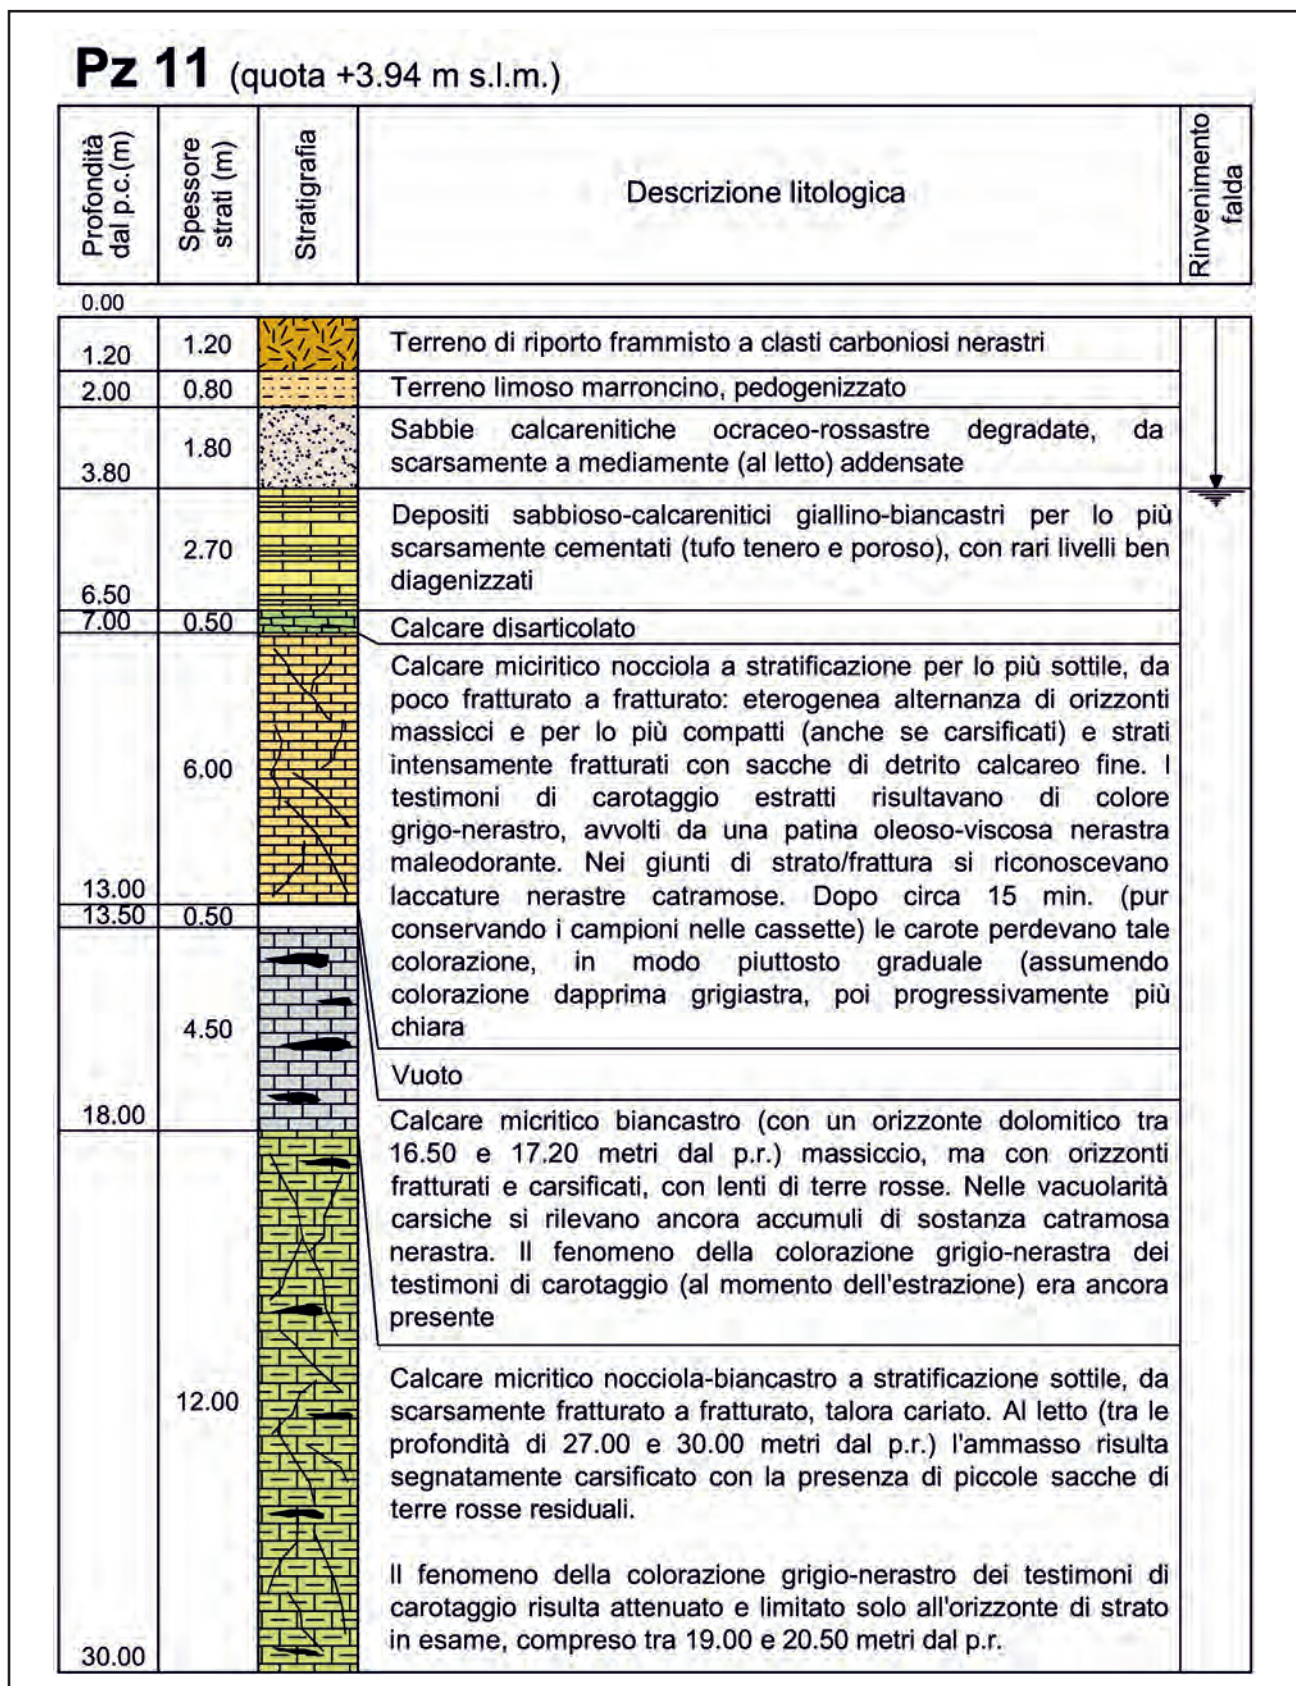 Pz 11 (quota +3.94 m s.l.m.)
Profondità
dal p.c.(m)
Spessore
strati (m)
Stratigrafia
Descrizione litologica
Rinvenimento
falda
0.00
1.20
1.20
Terreno di riporto frammisto a clasti carboniosi nerastri
2.00
0.80
Terreno limoso marroncino, pedogenizzato
3.80
1.80
Sabbie calcarenitiche ocraceo-rossastre degradate, da
scarsamente a mediamente (al letto) addensate
6.50
2.70
Depositi sabbioso-calcarenitici giallino-biancastri per lo più
scarsamente cementati (tufo tenero e poroso), con rari livelli ben
diagenizzati
7.00
0.50
Calcare disarticolato
13.00
6.00
Calcare miciritico nocciola a stratificazione per lo più sottile, da
poco fratturato a fratturato: eterogenea alternanza di orizzonti
massicci e per lo più compatti (anche se carsificati) e strati
intensamente fratturati con sacche di detrito calcareo fine. I
testimoni di carotaggio estratti risultavano di colore
grigo-nerastro, avvolti da una patina oleoso-viscosa nerastra
maleodorante. Nei giunti di strato/frattura si riconoscevano
laccature nerastre catramose. Dopo circa 15 min. (pur
conservando i campioni nelle cassette) le carote perdevano tale
colorazione, in modo piuttosto graduale (assumendo
colorazione dapprima grigiastra, poi progressivamente più
chiara
13.50
0.50
Vuoto
18.00
4.50
Calcare micritico biancastro (con un orizzonte dolomitico tra
16.50 e 17.20 metri dal p.r.) massiccio, ma con orizzonti
fratturati e carsificati, con lenti di terre rosse. Nelle vacuolarità
carsiche si rilevano ancora accumuli di sostanza catramosa
nerastra. Il fenomeno della colorazione grigio-nerastra dei
testimoni di carotaggio (al momento dell'estrazione) era ancora
presente
30.00
12.00
Calcare micritico nocciola-biancastro a stratificazione sottile, da
scarsamente fratturato a fratturato, talora cariato. Al letto (tra le
profondità di 27.00 e 30.00 metri dal p.r.) l'ammasso risulta
segnatamente carsificato con la presenza di piccole sacche di
terre rosse residuali.
Il fenomeno della colorazione grigio-nerastro dei testimoni di
carotaggio risulta attenuato e limitato solo all'orizzonte di strato
in esame, compreso tra 19.00 e 20.50 metri dal p.r.